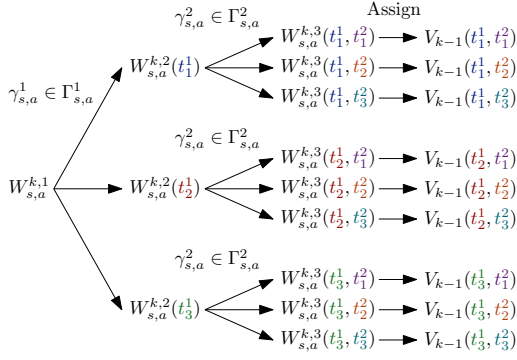 Assign
γ²ₛ,ₐ ∈ Γ²ₛ,ₐ W^{k,3}_{s,a}(t^1_1, t^2_1) V_{k−1}(t^1_1, t^2_1)
W^{k,2}_{s,a}(t^1_1) W^{k,3}_{s,a}(t^1_1, t^2_2) V_{k−1}(t^1_1, t^2_2)
γ^1_{s,a} ∈ Γ^1_{s,a} W^{k,3}_{s,a}(t^1_1, t^2_3) V_{k−1}(t^1_1, t^2_3)
γ^2_{s,a} ∈ Γ^2_{s,a} W^{k,3}_{s,a}(t^1_2, t^2_1) V_{k−1}(t^1_2, t^2_1)
W^{k,1}_{s,a} W^{k,2}_{s,a}(t^1_2) W^{k,3}_{s,a}(t^1_2, t^2_2) V_{k−1}(t^1_2, t^2_2)
W^{k,3}_{s,a}(t^1_2, t^2_3) V_{k−1}(t^1_2, t^2_3)
γ^2_{s,a} ∈ Γ^2_{s,a} W^{k,3}_{s,a}(t^1_3, t^2_1) V_{k−1}(t^1_3, t^2_1)
W^{k,2}_{s,a}(t^1_3) W^{k,3}_{s,a}(t^1_3, t^2_2) V_{k−1}(t^1_3, t^2_2)
W^{k,3}_{s,a}(t^1_3, t^2_3) V_{k−1}(t^1_3, t^2_3)